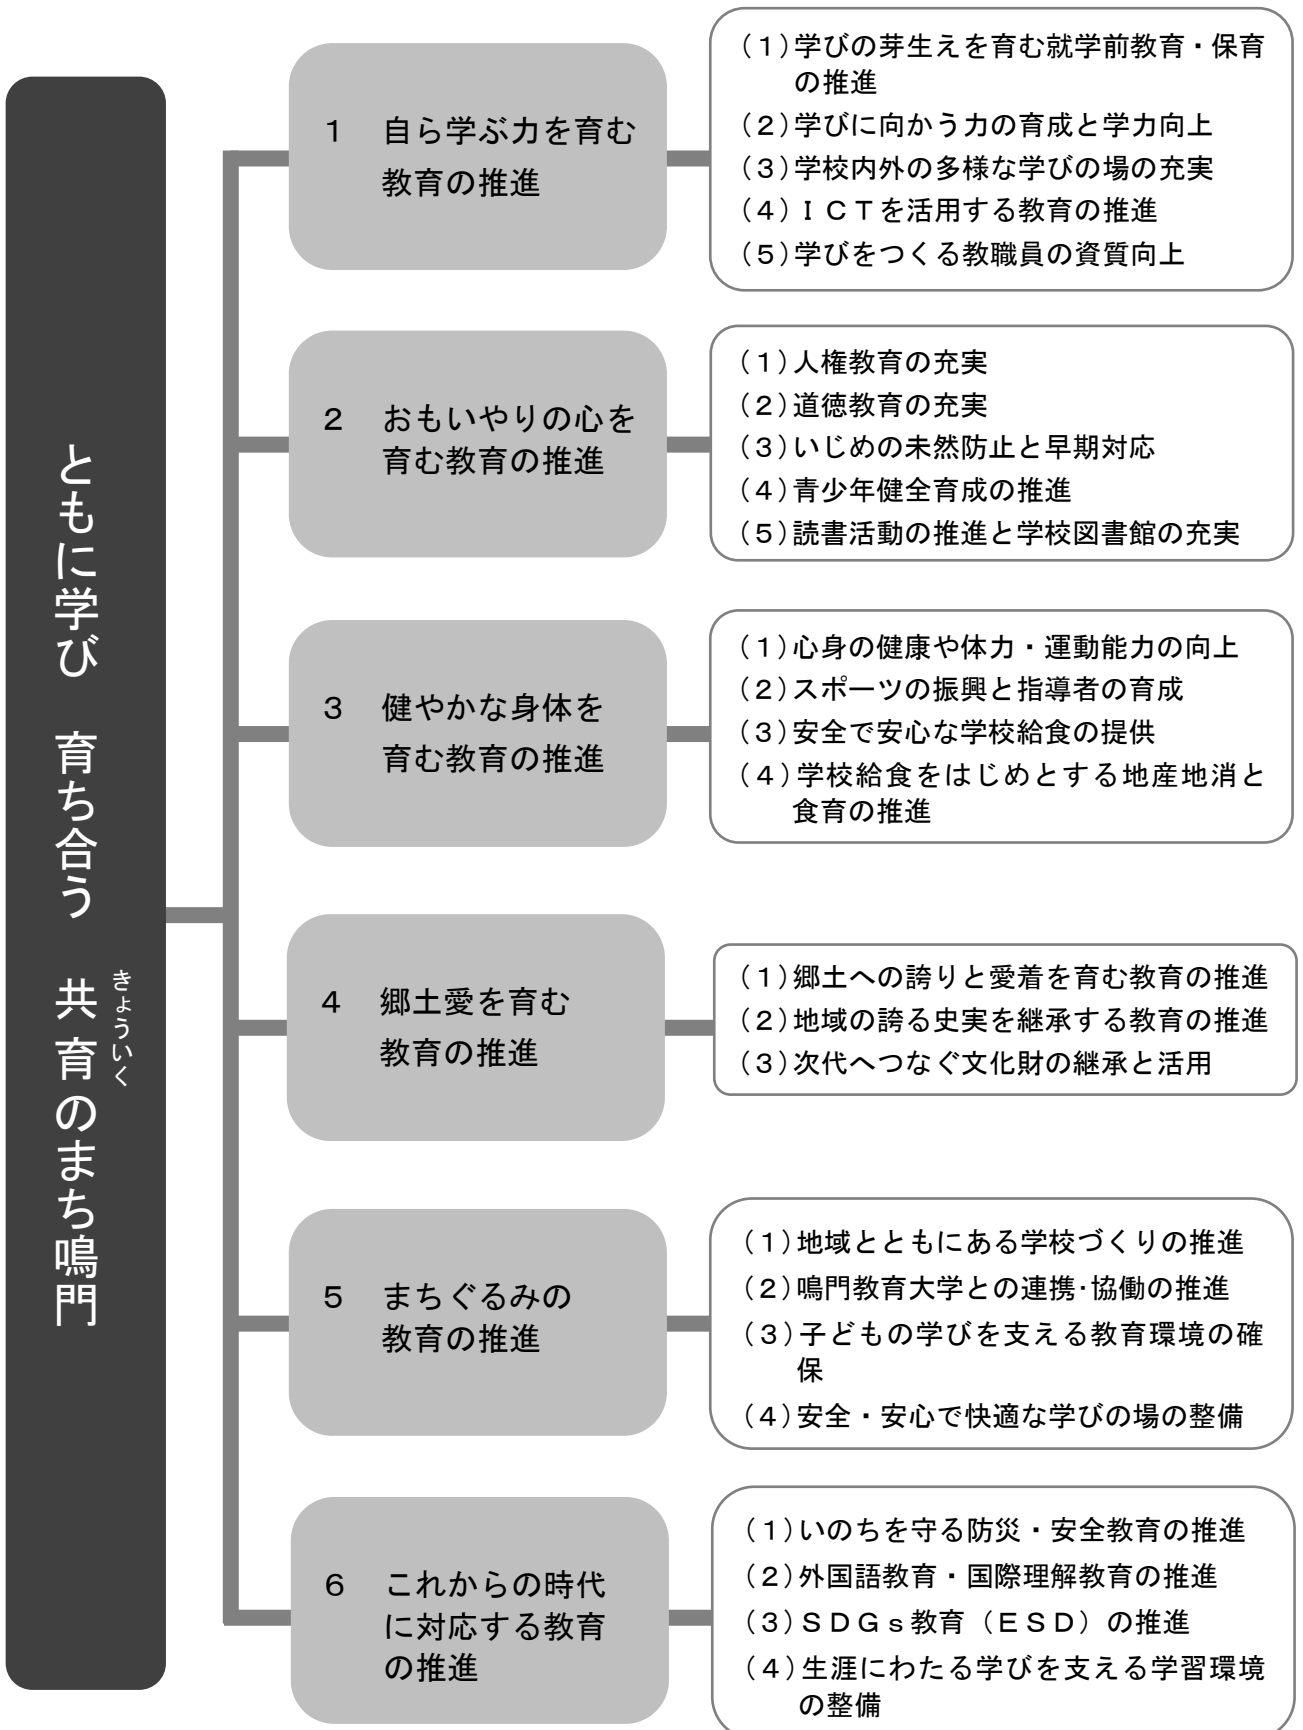 ともに学び　育ち合う　共育のまち鳴門
きょういく
１　自ら学ぶ力を育む
教育の推進
（１）学びの芽生えを育む就学前教育・保育
の推進
（２）学びに向かう力の育成と学力向上
（３）学校内外の多様な学びの場の充実
（４）ＩＣＴを活用する教育の推進
（５）学びをつくる教職員の資質向上
２　おもいやりの心を
育む教育の推進
（１）人権教育の充実
（２）道徳教育の充実
（３）いじめの未然防止と早期対応
（４）青少年健全育成の推進
（５）読書活動の推進と学校図書館の充実
３　健やかな身体を
育む教育の推進
（１）心身の健康や体力・運動能力の向上
（２）スポーツの振興と指導者の育成
（３）安全で安心な学校給食の提供
（４）学校給食をはじめとする地産地消と
食育の推進
４　郷土愛を育む
教育の推進
（１）郷土への誇りと愛着を育む教育の推進
（２）地域の誇る史実を継承する教育の推進
（３）次代へつなぐ文化財の継承と活用
５　まちぐるみの
教育の推進
（１）地域とともにある学校づくりの推進
（２）鳴門教育大学との連携・協働の推進
（３）子どもの学びを支える教育環境の確
保
（４）安全・安心で快適な学びの場の整備
６　これからの時代
に対応する教育
の推進
（１）いのちを守る防災・安全教育の推進
（２）外国語教育・国際理解教育の推進
（３）ＳＤＧｓ教育（ＥＳＤ）の推進
（４）生涯にわたる学びを支える学習環境
の整備